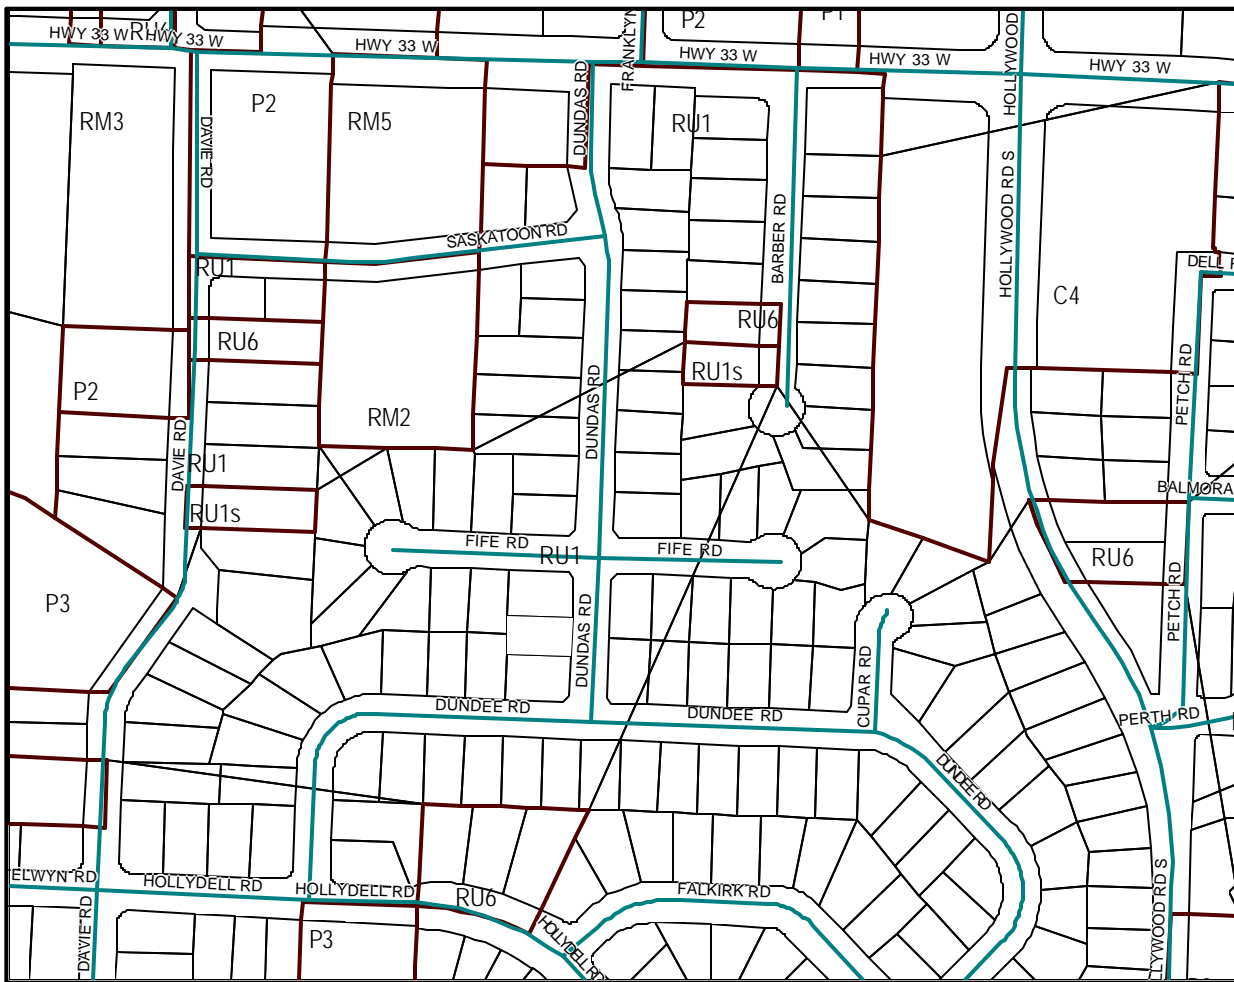 P2
P1
RU6
HWY 33 W
HWY 33 W
HWY 33 W
HWY 33 W
HWY 33 W
HWY 33 W
FRANKLYN
HOLLYWOOD
RM3
P2
RM5
RU1
DAVIE RD
DUNDAS RD
BARBER RD
HOLLYWOOD RD S
SASKATOON RD
RU1
DELL R
C4
RU6
RU6
RU1s
P2
RM2
DUNDAS RD
PETCH RD
DAVIE RD
RU1
RU1s
BALMORA
FIFE RD
RU1
FIFE RD
RU6
P3
DUNDAS RD
PETCH RD
CUPAR RD
DUNDEE RD
DUNDEE RD
PERTH RD
DUNDEE RD
ELWYN RD
HOLLYDELL RD
HOLLYDELL RD
RU6
FALKIRK RD
LLYWOOD RD S
DAVIE RD
P3
HOLLYDELL RD